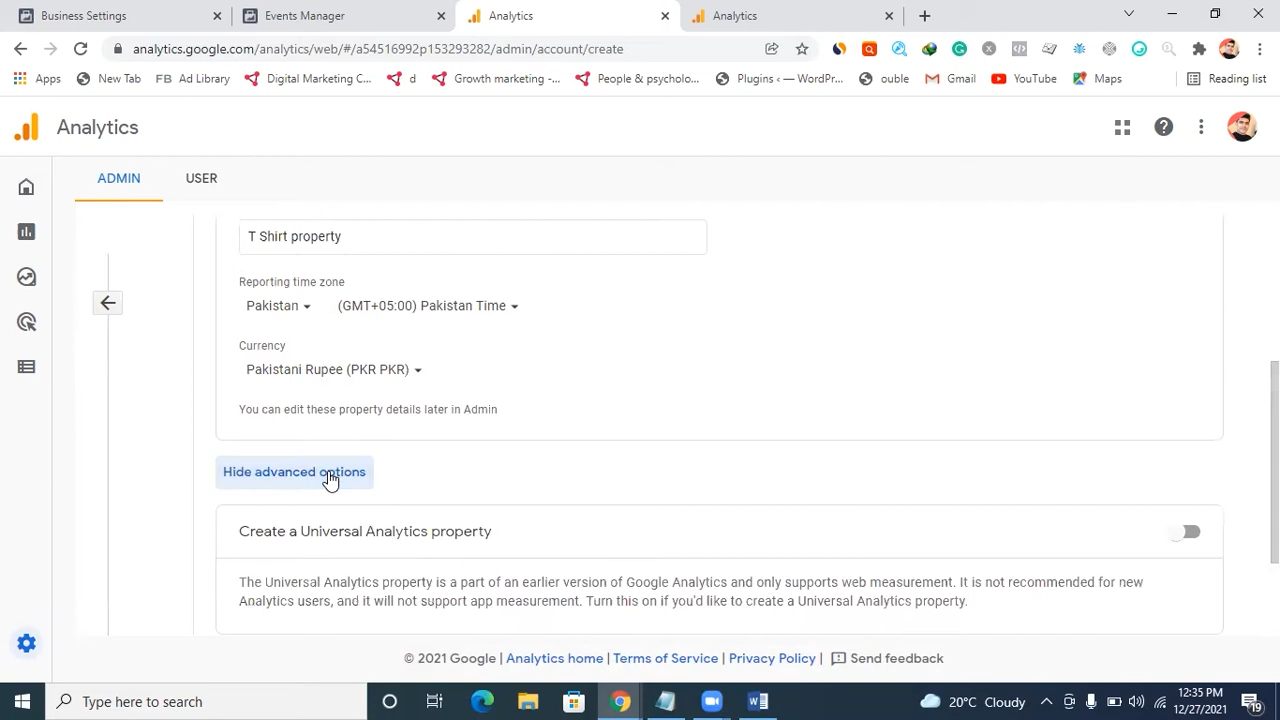 Business Settings
Events Manager
Analytics
Analytics
analytics.google.com/analytics/web/#/a54516992p153293282/admin/account/create
Apps
New Tab
FB Ad Library
Digital Marketing C...
d
Growth marketing -...
People & psycholo...
Plugins ‹ — WordPr...
ouble
Gmail
YouTube
Maps
Reading list
Analytics
ADMIN
USER
T Shirt property
Reporting time zone
Pakistan
(GMT+05:00) Pakistan Time
Currency
Pakistani Rupee (PKR PKR)
You can edit these property details later in Admin
Hide advanced options
Create a Universal Analytics property
The Universal Analytics property is a part of an earlier version of Google Analytics and only supports web measurement. It is not recommended for new
Analytics users, and it will not support app measurement. Turn this on if you'd like to create a Universal Analytics property.
© 2021 Google | Analytics home | Terms of Service | Privacy Policy | Send feedback
Type here to search
20°C Cloudy
12:35 PM
12/27/2021
19